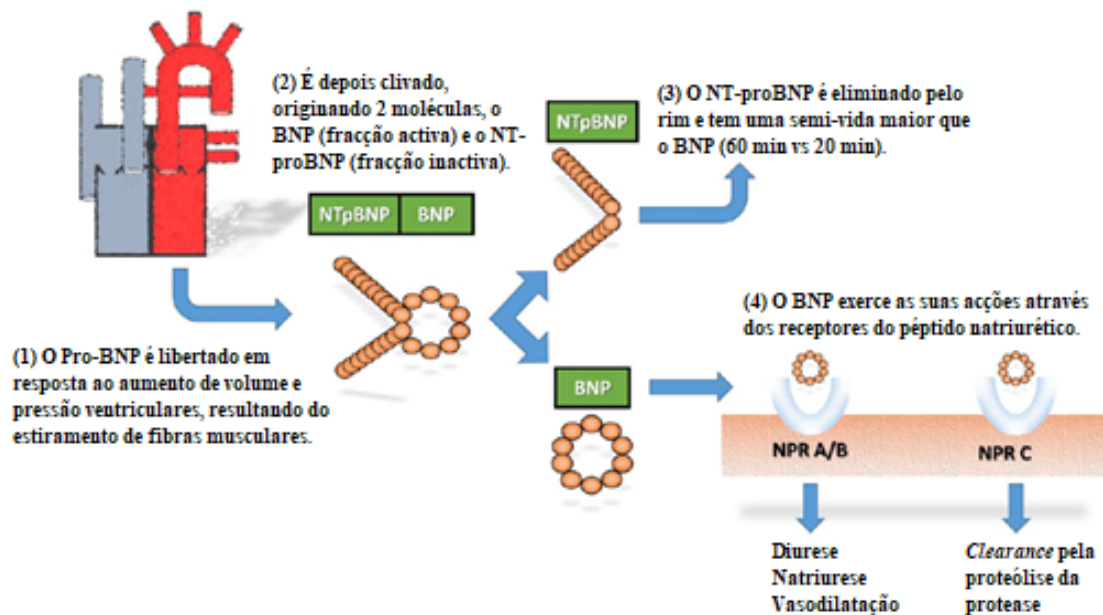 (1) O Pro-BNP é libertado em
resposta ao aumento de volume e
pressão ventriculares, resultando do
estiramento de fibras musculares.
(2) É depois clivado,
originando 2 moléculas, o
BNP (fracção activa) e o NT-
proBNP (fracção inactiva).
NTpBNP BNP
NTpBNP
(3) O NT-proBNP é eliminado pelo
rim e tem uma semi-vida maior que
o BNP (60 min vs 20 min).
BNP
(4) O BNP exerce as suas acções através
dos receptores do péptido natriurético.
NPR A/B
NPR C
Diurese
Natriurese
Vasodilatação
Clearance pela
proteólise da
protease